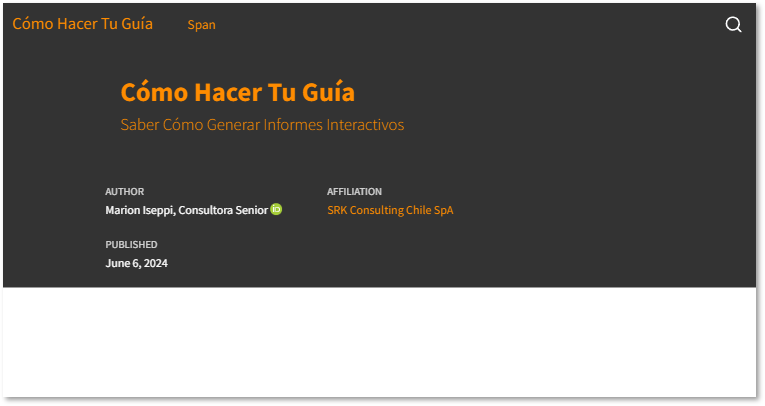 Cómo Hacer Tu Guía Span
Cómo Hacer Tu Guía
Saber Cómo Generar Informes Interactivos
AUTHOR AFFILIATION
Marion Iseppi, Consultora Senior iD SRK Consulting Chile SpA
PUBLISHED
June 6, 2024